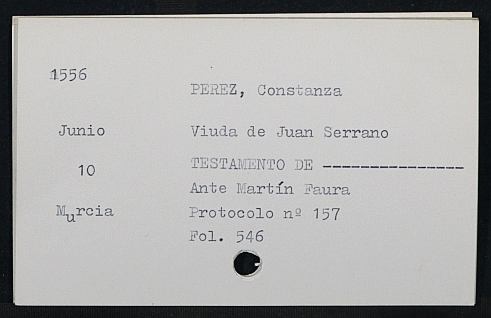 1556
PEREZ, Constanza
Junio
Viuda de Juan Serrano
10
TESTAMENTO DE ---------------
Ante Martín Faura
Murcia
Protocolo nº 157
Fol. 546